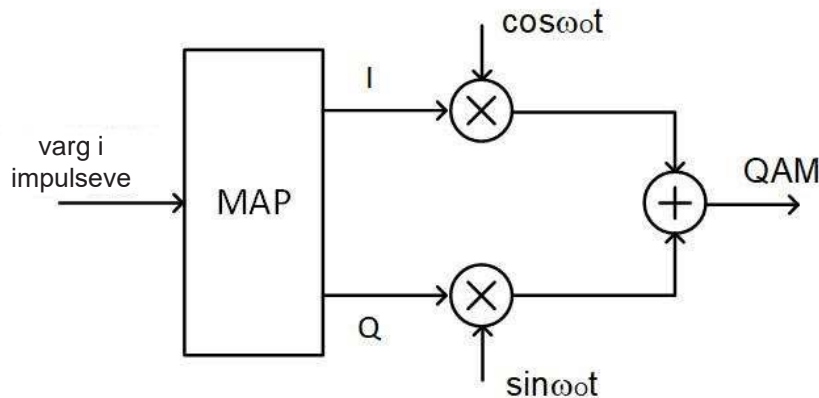 cosω₀t
I
varg i
impulseve
MAP
QAM
Q
sinω₀t